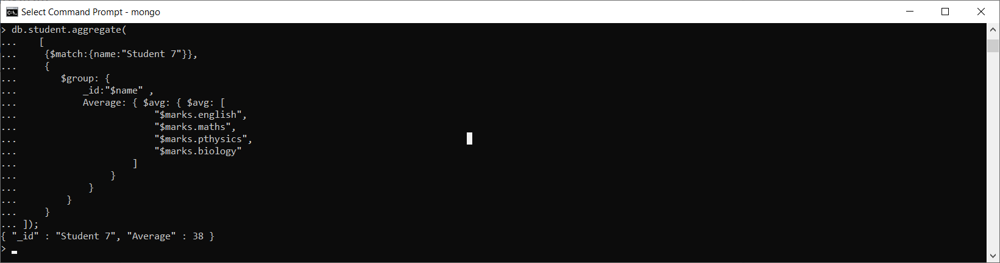 Select Command Prompt - mongo
> db.student.aggregate(
...    [
...     {$match:{name:"Student 7"}},
...     {
...        $group: {
...            _id:"$name" ,
...            Average: { $avg: { $avg: [
...                         "$marks.english",
...                         "$marks.maths",
...                         "$marks.pthysics",
...                         "$marks.biology"
...                     ]
...                 }
...             }
...         }
...     }
... ]);
{ "_id" : "Student 7", "Average" : 38 }
>